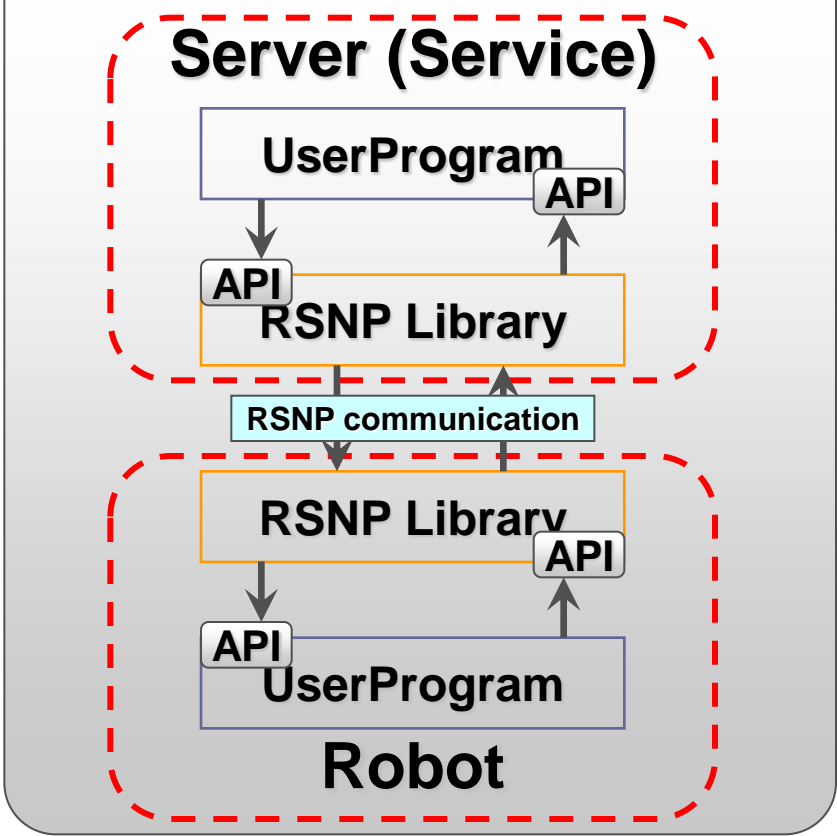 Server (Service)
UserProgram
API
API
RSNP Library
RSNP communication
RSNP Library
API
API
UserProgram
Robot